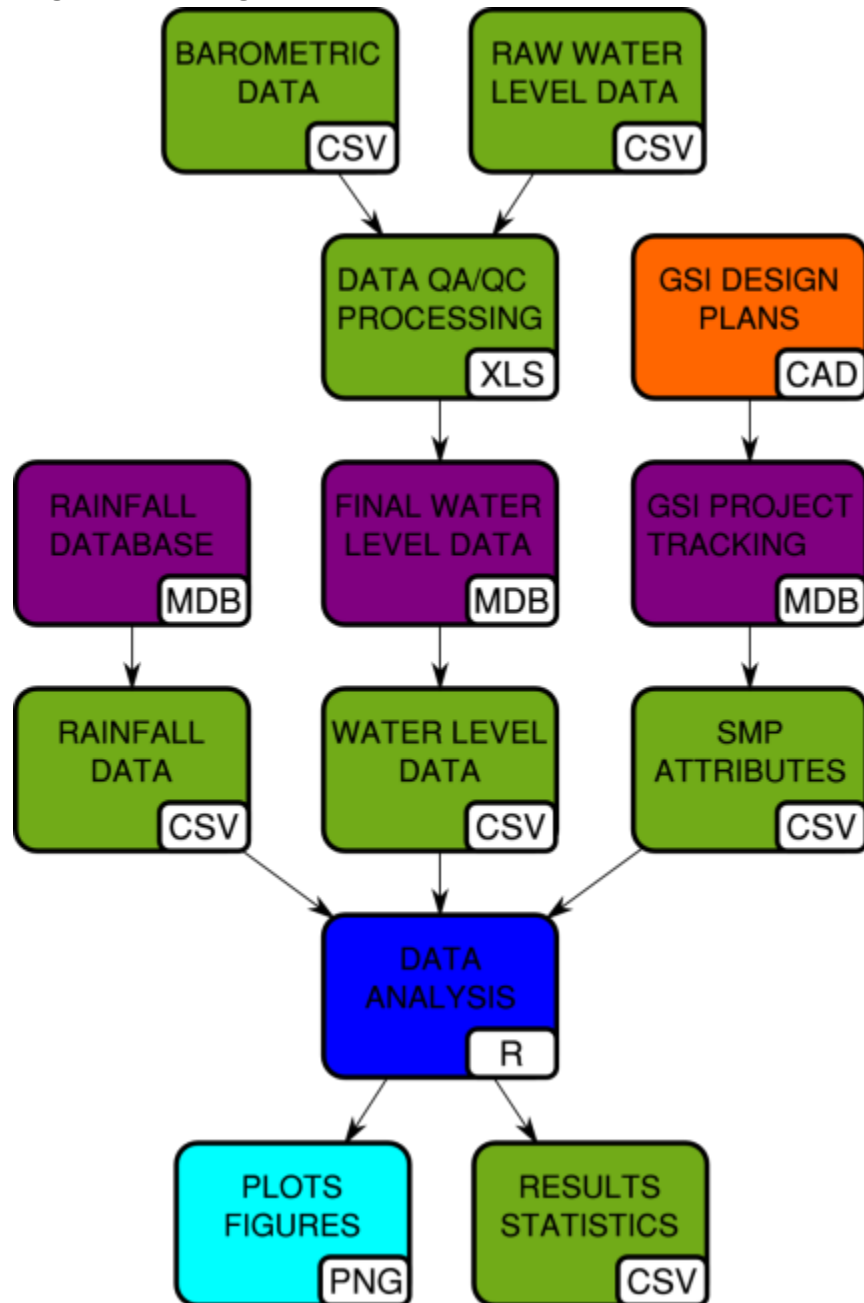 BAROMETRIC
DATA
CSV
RAW WATER
LEVEL DATA
CSV
DATA QA/QC
PROCESSING
XLS
GSI DESIGN
PLANS
CAD
RAINFALL
DATABASE
MDB
FINAL WATER
LEVEL DATA
MDB
GSI PROJECT
TRACKING
MDB
RAINFALL
DATA
CSV
WATER LEVEL
DATA
CSV
SMP
ATTRIBUTES
CSV
DATA
ANALYSIS
R
PLOTS
FIGURES
PNG
RESULTS
STATISTICS
CSV